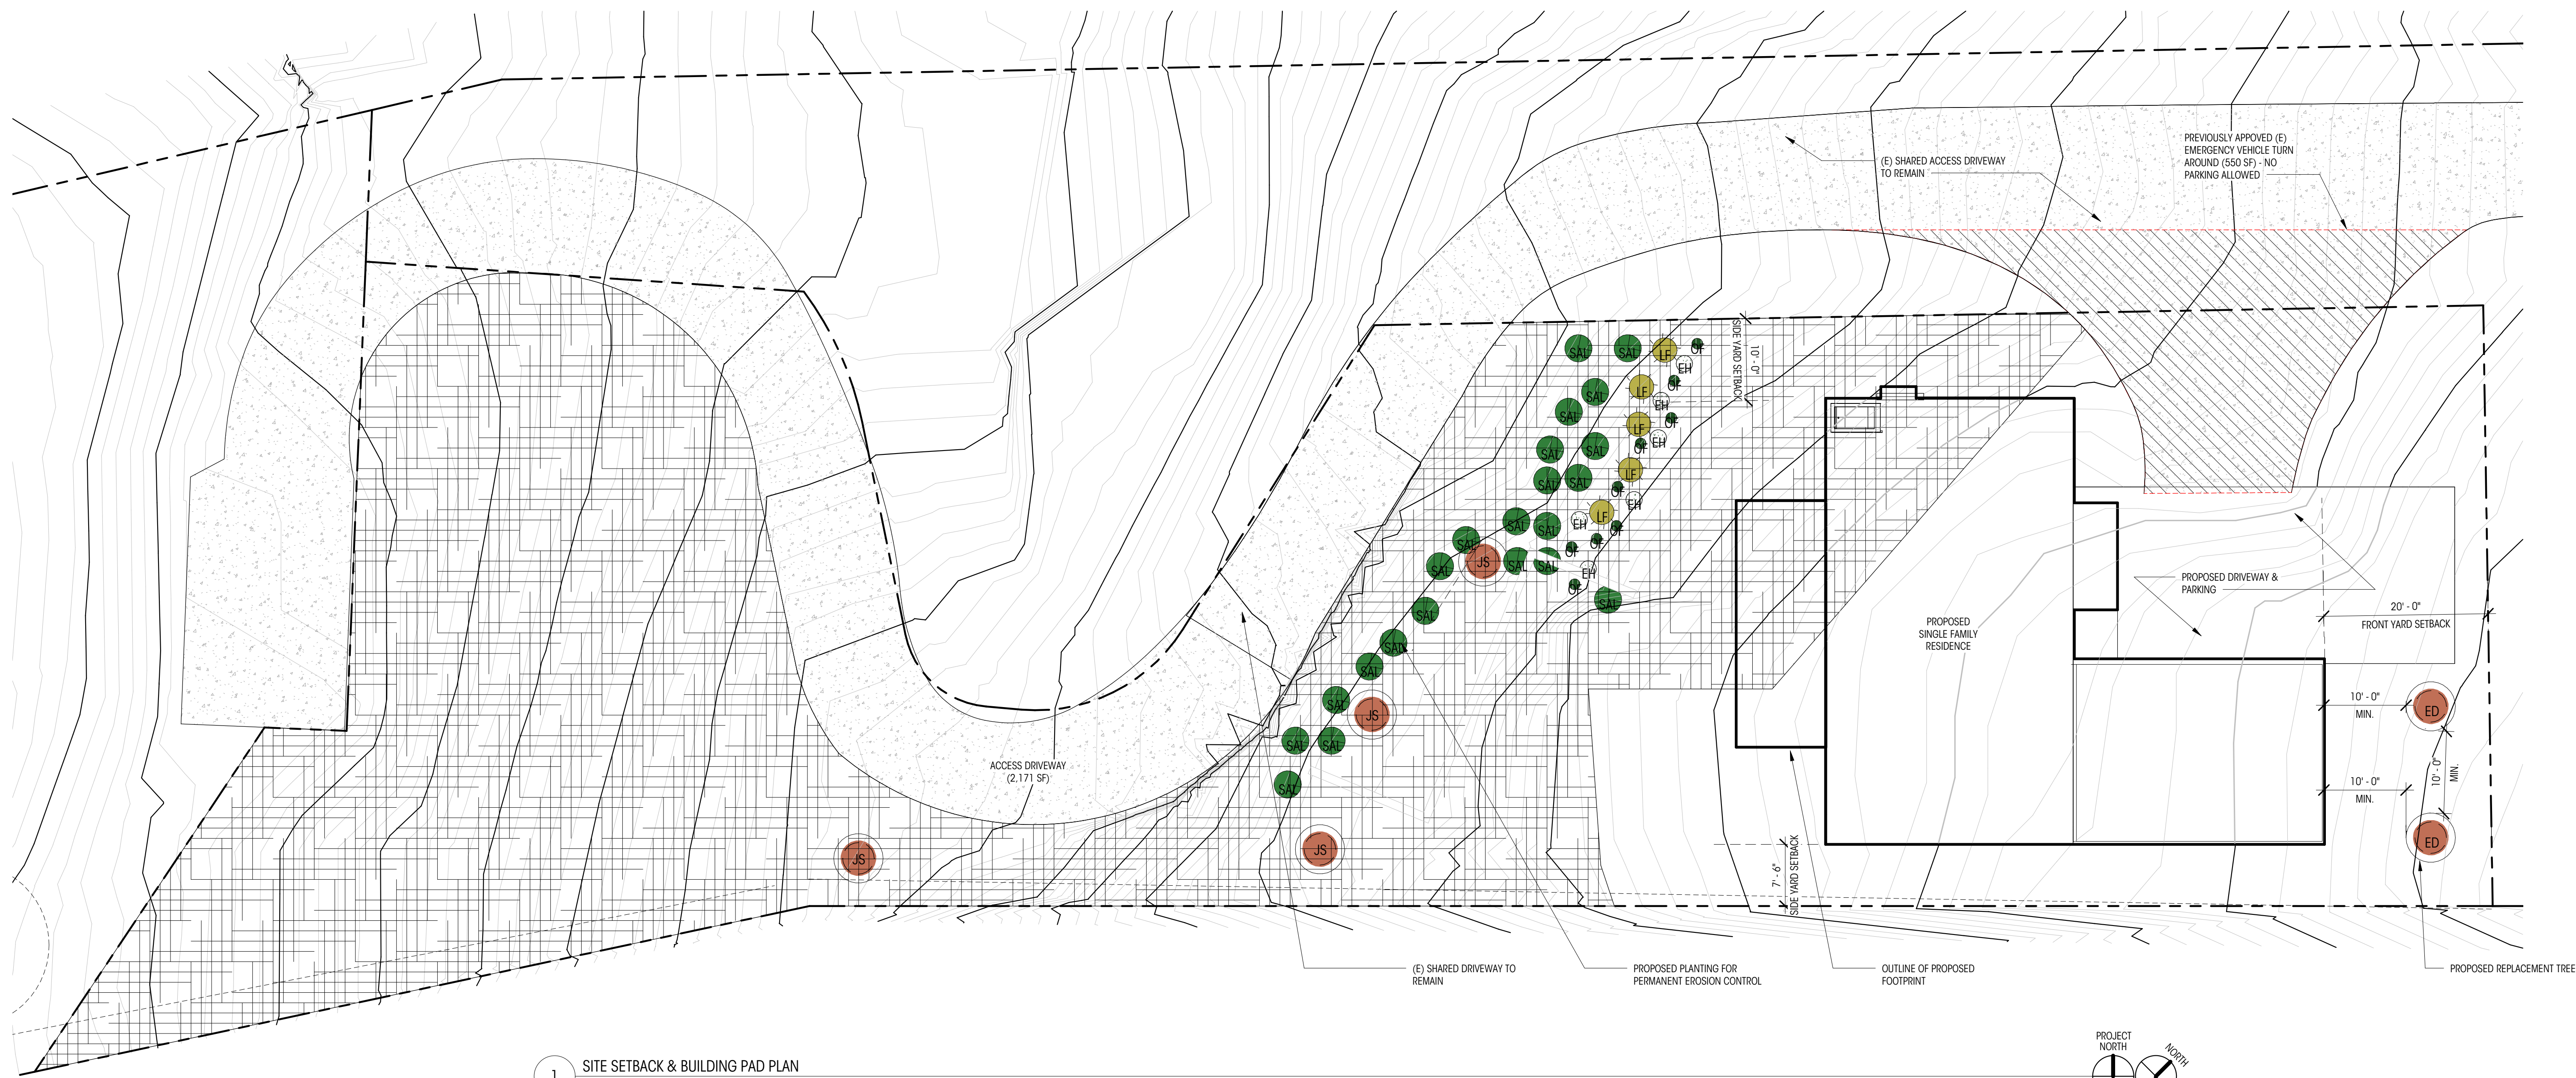 PREVIOUSLY APPOVED (E)
EMERGENCY VEHICLE TURN
AROUND (550 SF) - NO
PARKING ALLOWED
(E) SHARED ACCESS DRIVEWAY
TO REMAIN
SIDE YARD SETBACK
10' - 0"
SAL
SAL
LF
OF
EH
SAL
LF
OF
EH
SAL
LF
OF
EH
SAL
SAL
OF
LF
SAL
SAL
OF
EH
LF
EH
SAL
SAL
OF
OF
SAL
JS
SAL
SAL
SAL
OF
EH
OF
SAL
SAL
PROPOSED DRIVEWAY &
PARKING
20' - 0"
FRONT YARD SETBACK
PROPOSED
SINGLE FAMILY
RESIDENCE
SAL
SAL
SAL
JS
10' - 0"
MIN.
ED
SAL
SAL
SAL
ACCESS DRIVEWAY
(2,171 SF)
10' - 0"
MIN.
10' - 0"
MIN.
ED
JS
JS
7' - 6"
SIDE YARD SETBACK
SAL
(E) SHARED DRIVEWAY TO
REMAIN
PROPOSED PLANTING FOR
PERMANENT EROSION CONTROL
OUTLINE OF PROPOSED
FOOTPRINT
PROPOSED REPLACEMENT TREE
1
SITE SETBACK & BUILDING PAD PLAN
PROJECT
NORTH
NORTH